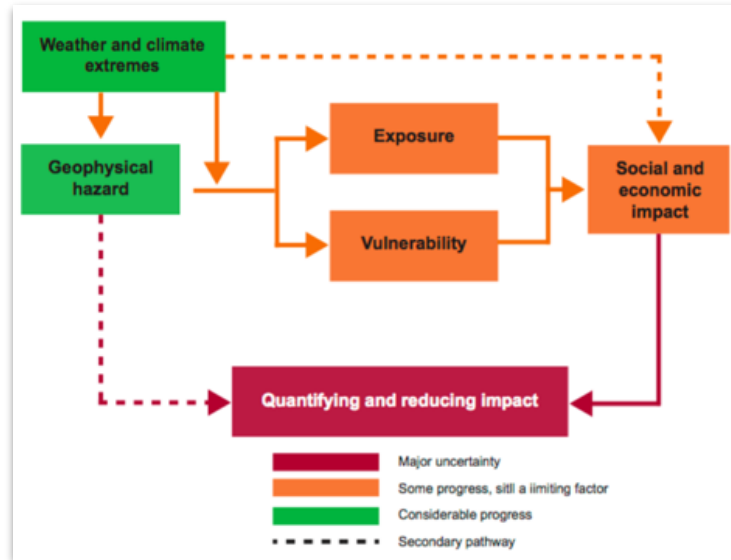 Weather and climate
extremes
Geophysical
hazard
Exposure
Vulnerability
Social and
economic
impact
Quantifying and reducing impact
Major uncertainty
Some progress, sitll a iimiting factor
Considerable progress
Secondary pathway